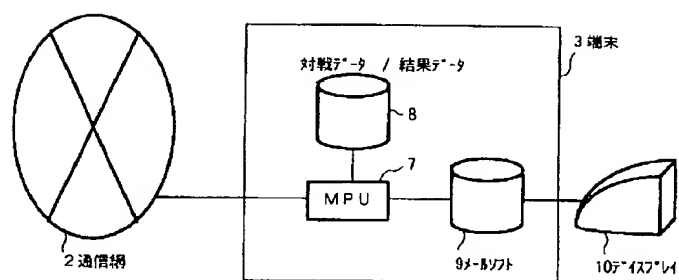 3端末
対戦データ / 結果データ
8
7
MPU
2通信網
9メールソフト
10ディスプレイ